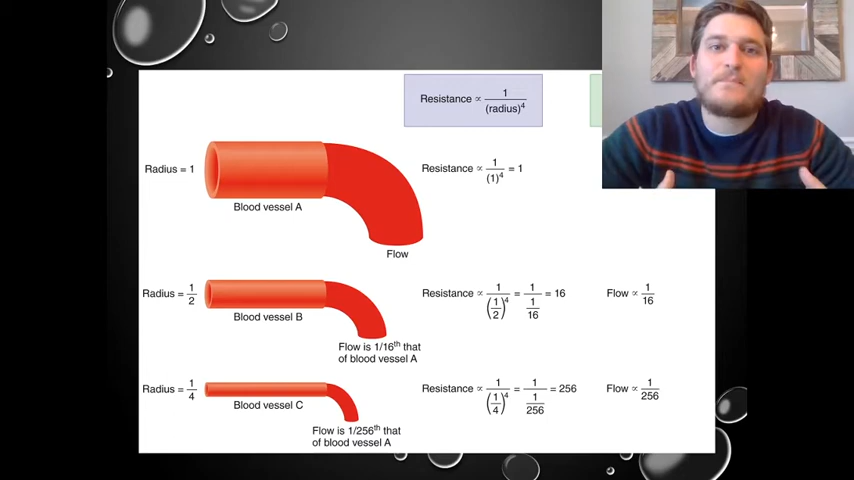 Resistance ∝ 1/(radius)⁴
Radius = 1
Resistance ∝ 1/(1)⁴ = 1
Blood vessel A
Flow
Radius = 1/2
Resistance ∝ 1/(1/2)⁴ = 1/(1/16) = 16
Flow ∝ 1/16
Blood vessel B
Flow is 1/16th that
of blood vessel A
Radius = 1/4
Resistance ∝ 1/(1/4)⁴ = 1/(1/256) = 256
Flow ∝ 1/256
Blood vessel C
Flow is 1/256th that
of blood vessel A